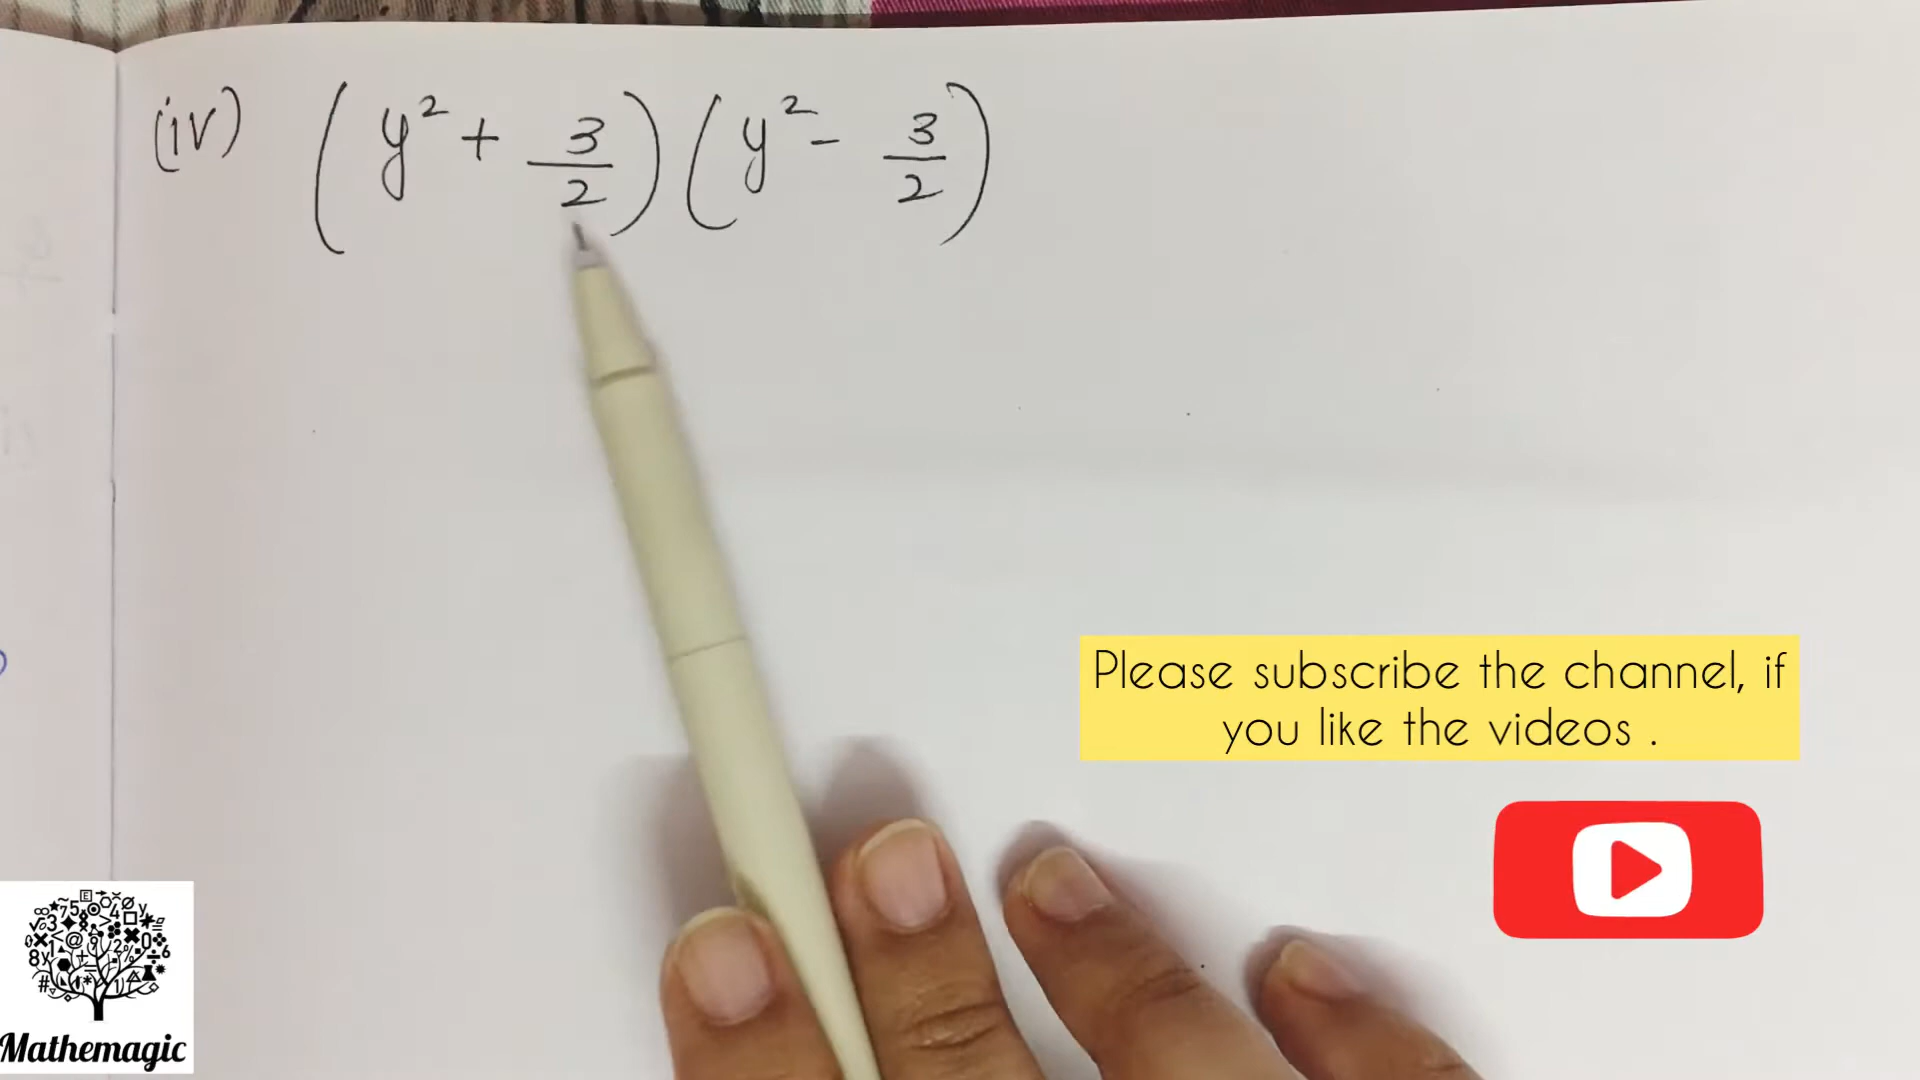 (iv) (y² + 3/2) (y² - 3/2)
Please subscribe the channel, if
you like the videos .
Mathemagic